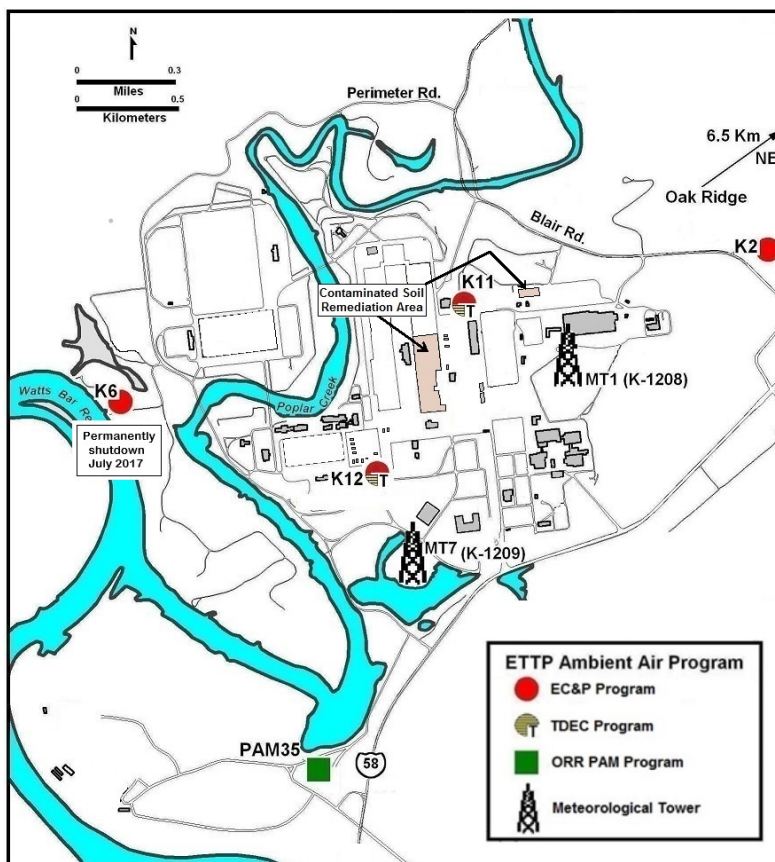 N
0 0.3
Miles
0 0.5
Kilometers
Perimeter Rd.
6.5 Km
NE
Oak Ridge
Blair Rd.
K2
K11
T
Contaminated Soil
Remediation Area
MT1 (K-1208)
K6
Watts Bar Re
Poplar Creek
Permanently
shutdown
July 2017
K12
T
MT7 (K-1209)
PAM35
58
ETTP Ambient Air Program
EC&P Program
T TDEC Program
ORR PAM Program
Meteorological Tower